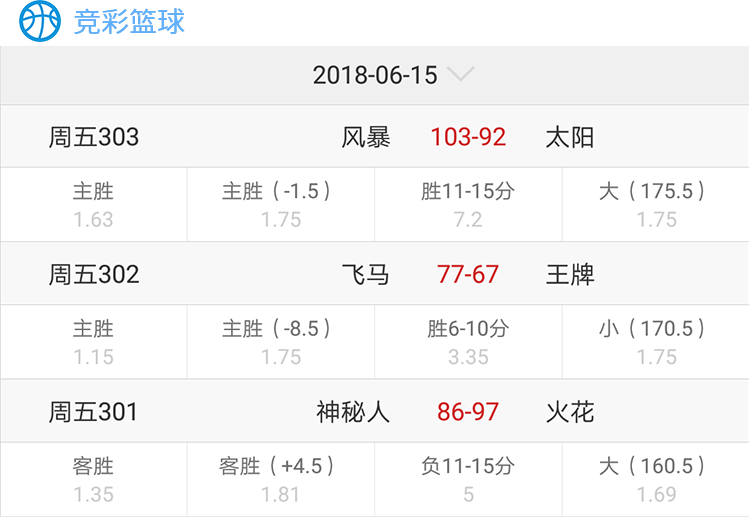 竞彩篮球
2018-06-15
周五303 风暴 103-92 太阳
主胜 主胜（-1.5） 胜11-15分 大（175.5）
1.63 1.75 7.2 1.75
周五302 飞马 77-67 王牌
主胜 主胜（-8.5） 胜6-10分 小（170.5）
1.15 1.75 3.35 1.75
周五301 神秘人 86-97 火花
客胜 客胜（+4.5） 负11-15分 大（160.5）
1.35 1.81 5 1.69